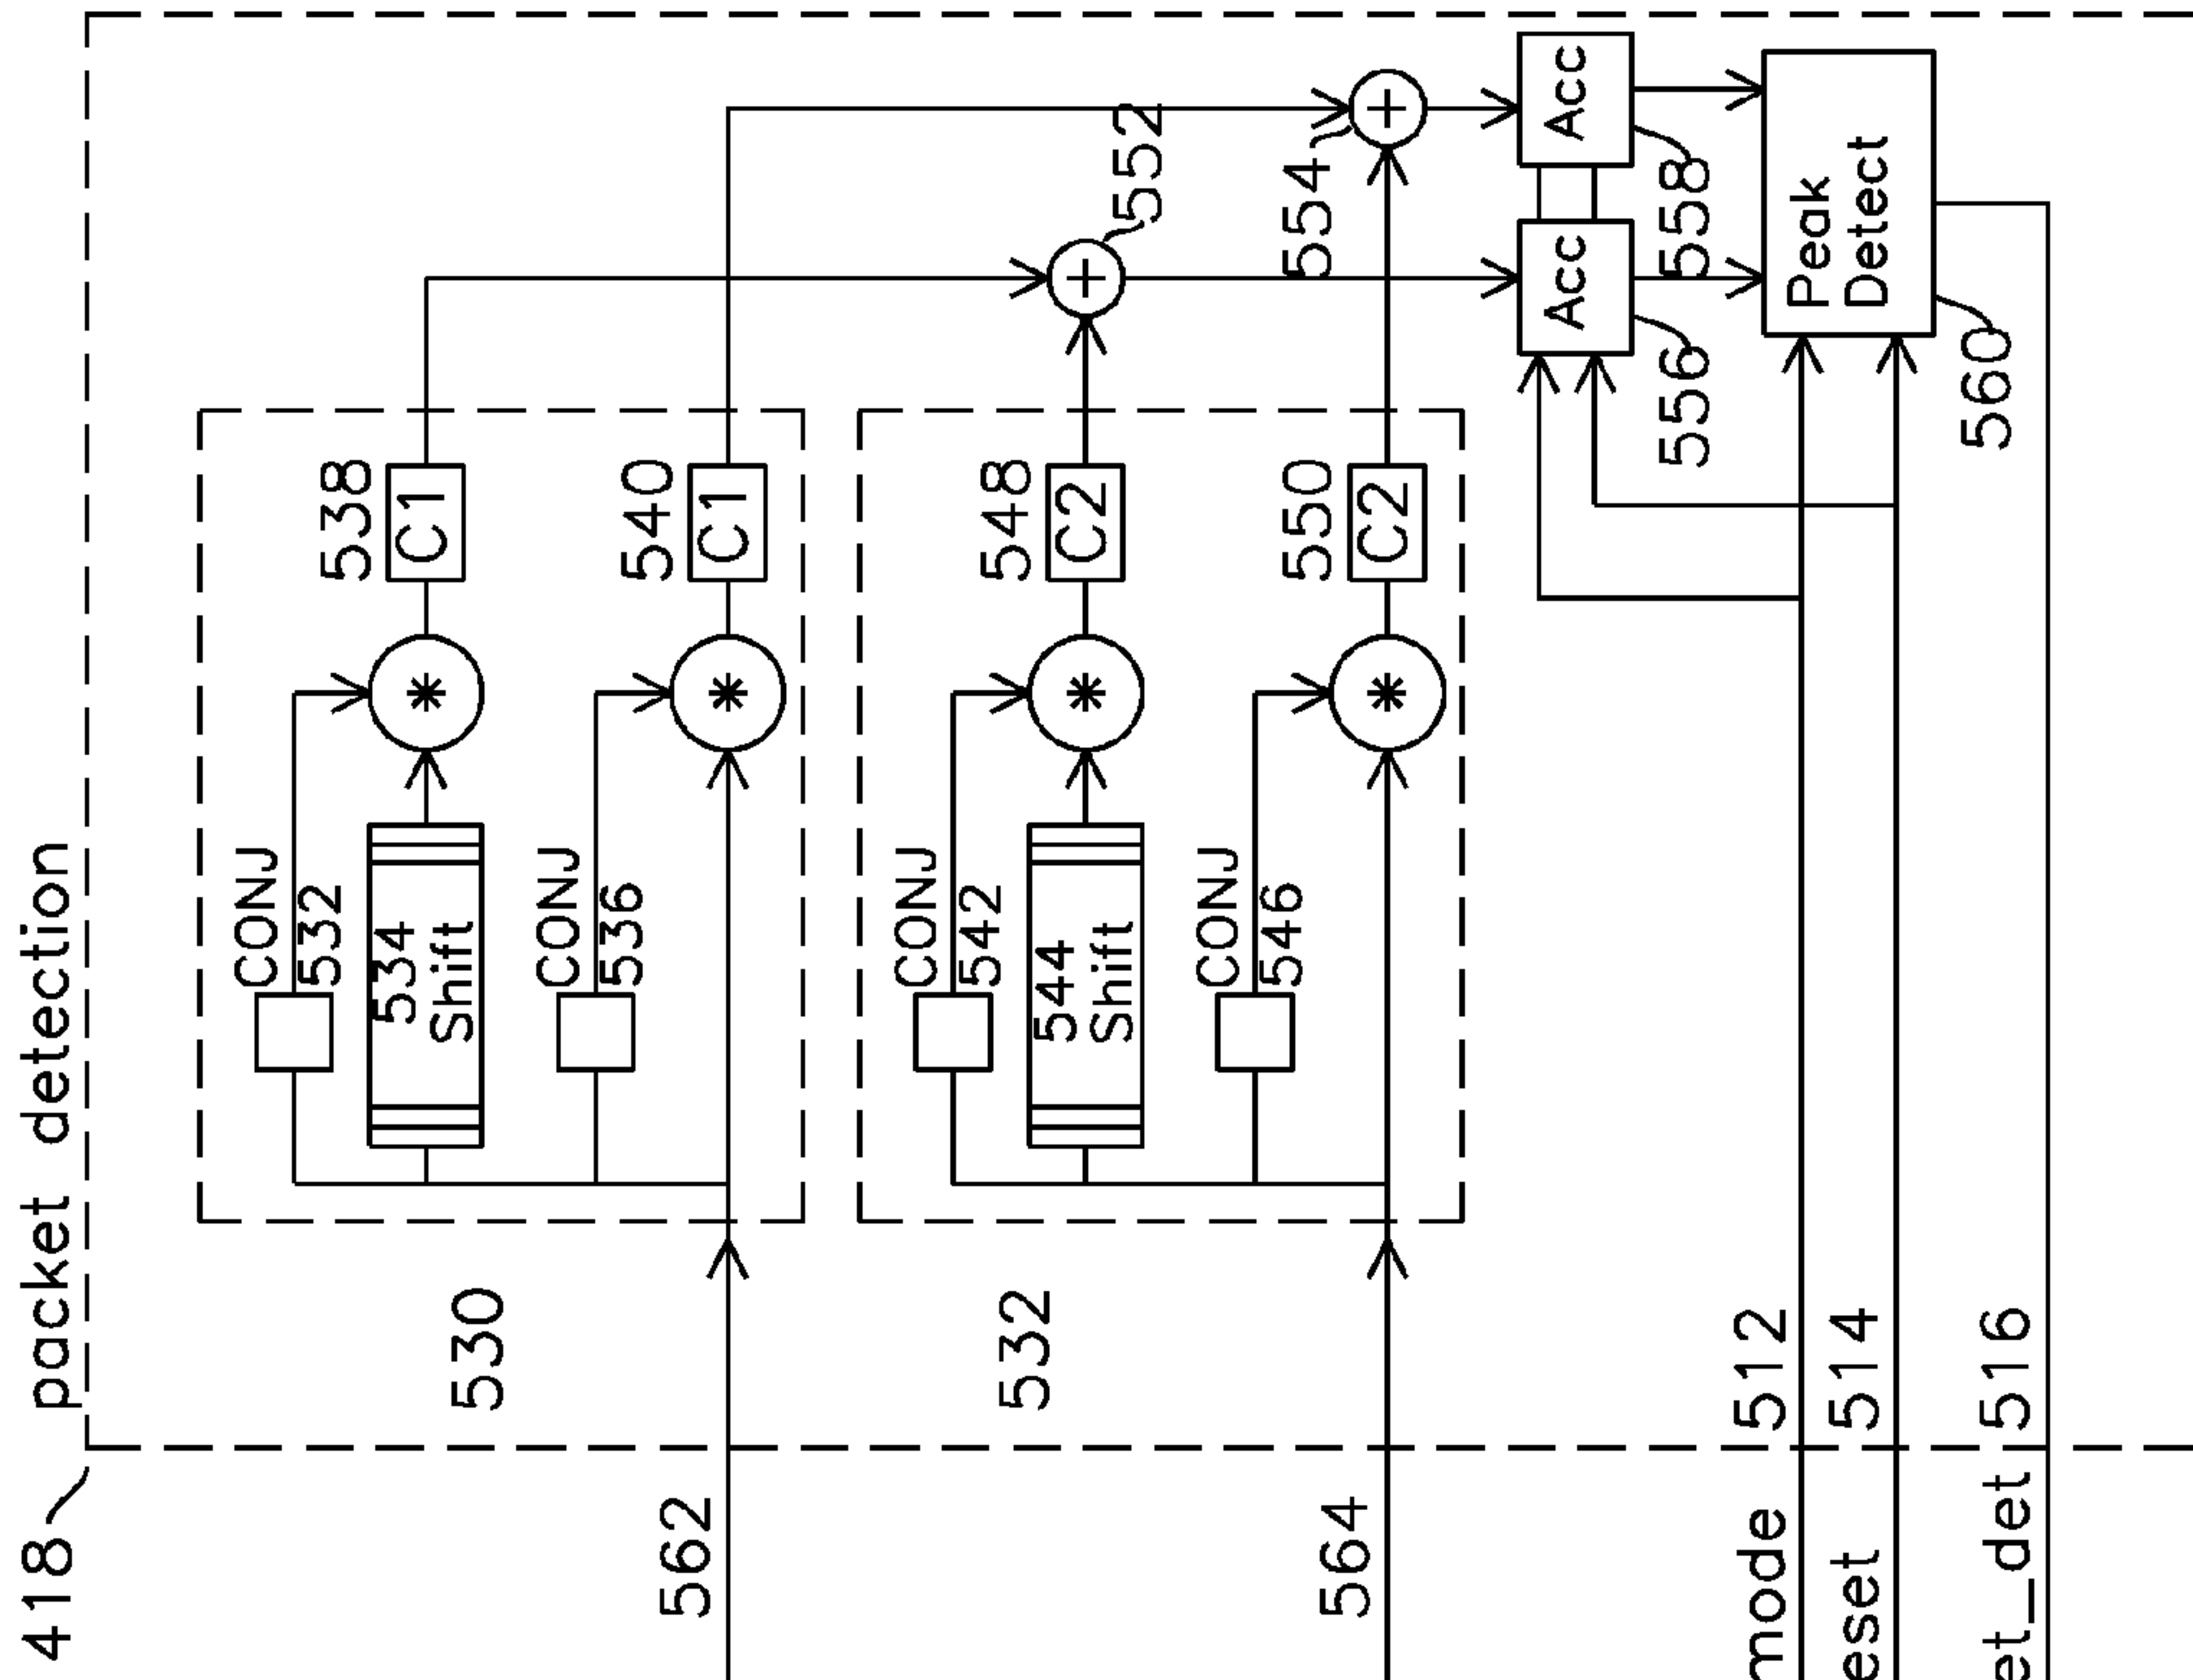 418
packet detection
530
CONJ
532
534
Shift
CONJ
536
538
C1
540
C1
562
532
CONJ
542
544
Shift
CONJ
546
548
C2
550
C2
564
552
554
Acc
Acc
556
558
Peak
Detect
560
mode 512
eset 514
et_det 516